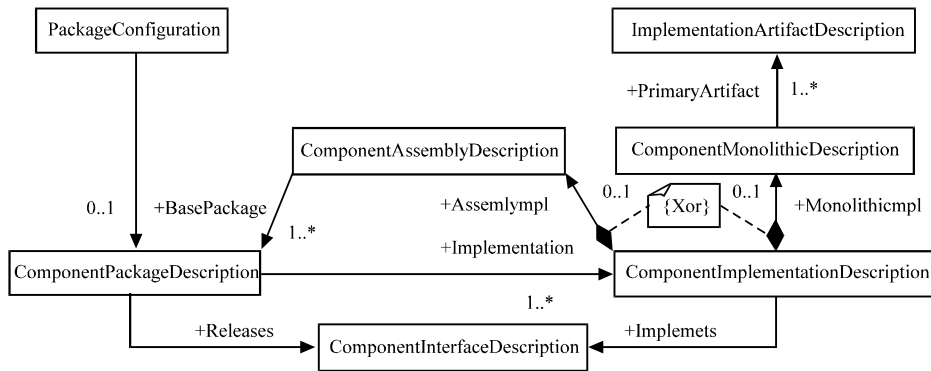 PackageConfiguration
ImplementationArtifactDescription
+PrimaryArtifact
1..*
ComponentAssemblyDescription
ComponentMonolithicDescription
0..1
+BasePackage
1..*
+Assemlympl
0..1
{Xor}
0..1
+Monolithicmpl
+Implementation
ComponentPackageDescription
ComponentImplementationDescription
1..*
+Releases
+Implemets
ComponentInterfaceDescription